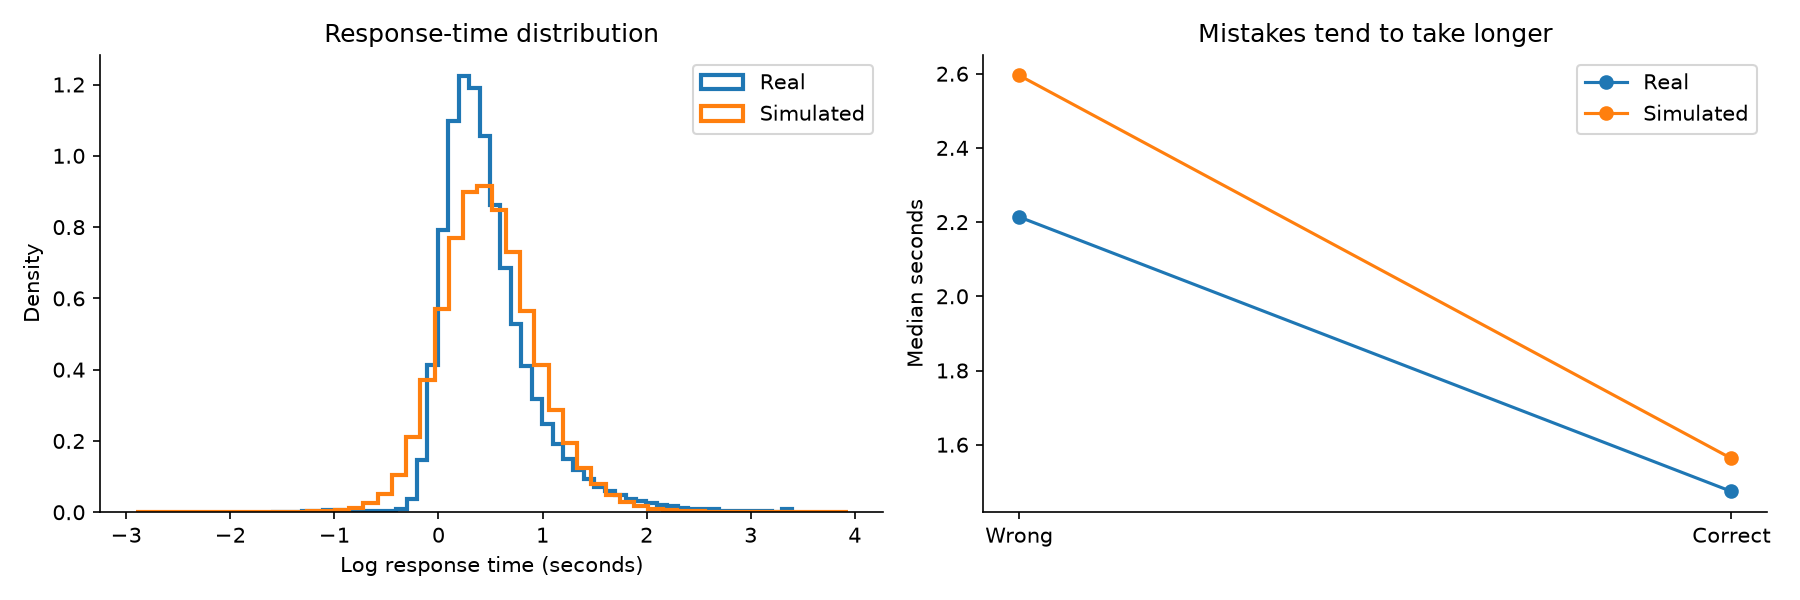 Response-time distribution
Real
Simulated
Density
1.2
1.0
0.8
0.6
0.4
0.2
0.0
−3 −2 −1 0 1 2 3 4
Log response time (seconds)
Mistakes tend to take longer
Real
Simulated
Median seconds
2.6
2.4
2.2
2.0
1.8
1.6
Wrong Correct